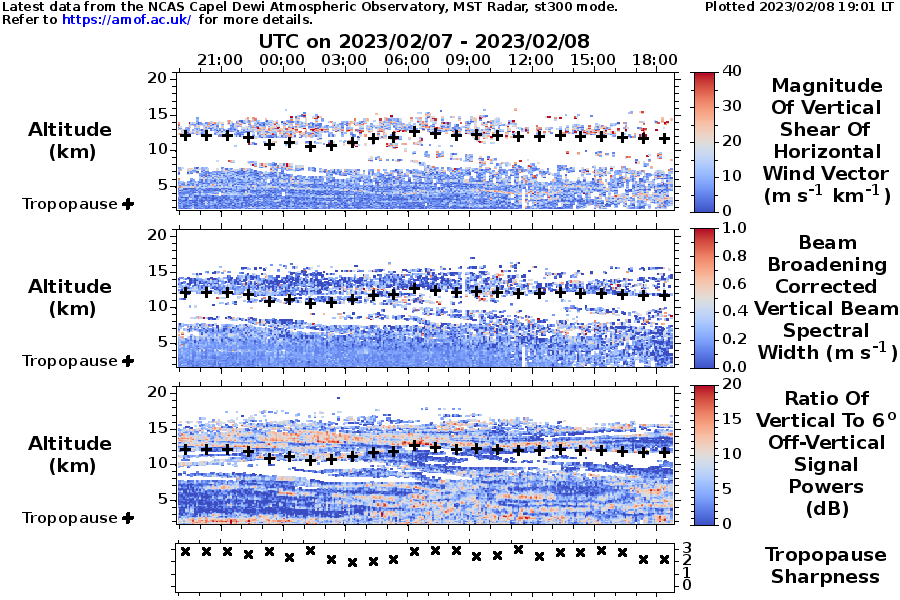 Latest data from the NCAS Capel Dewi Atmospheric Observatory, MST Radar, st300 mode.
Plotted 2023/02/08 19:01 LT
Refer to https://amof.ac.uk/ for more details.
UTC on 2023/02/07 - 2023/02/08
21:00 00:00 03:00 06:00 09:00 12:00 15:00 18:00
Altitude
(km)
Tropopause
20
15
10
5
40
30
20
10
0
Magnitude
Of Vertical
Shear Of
Horizontal
Wind Vector
(m s-1 km-1)
Altitude
(km)
Tropopause
20
15
10
5
1.0
0.8
0.6
0.4
0.2
0.0
Beam
Broadening
Corrected
Vertical Beam
Spectral
Width (m s-1)
Altitude
(km)
Tropopause
20
15
10
5
20
15
10
5
0
Ratio Of
Vertical To 6o
Off-Vertical
Signal
Powers
(dB)
3
2
1
0
Tropopause
Sharpness